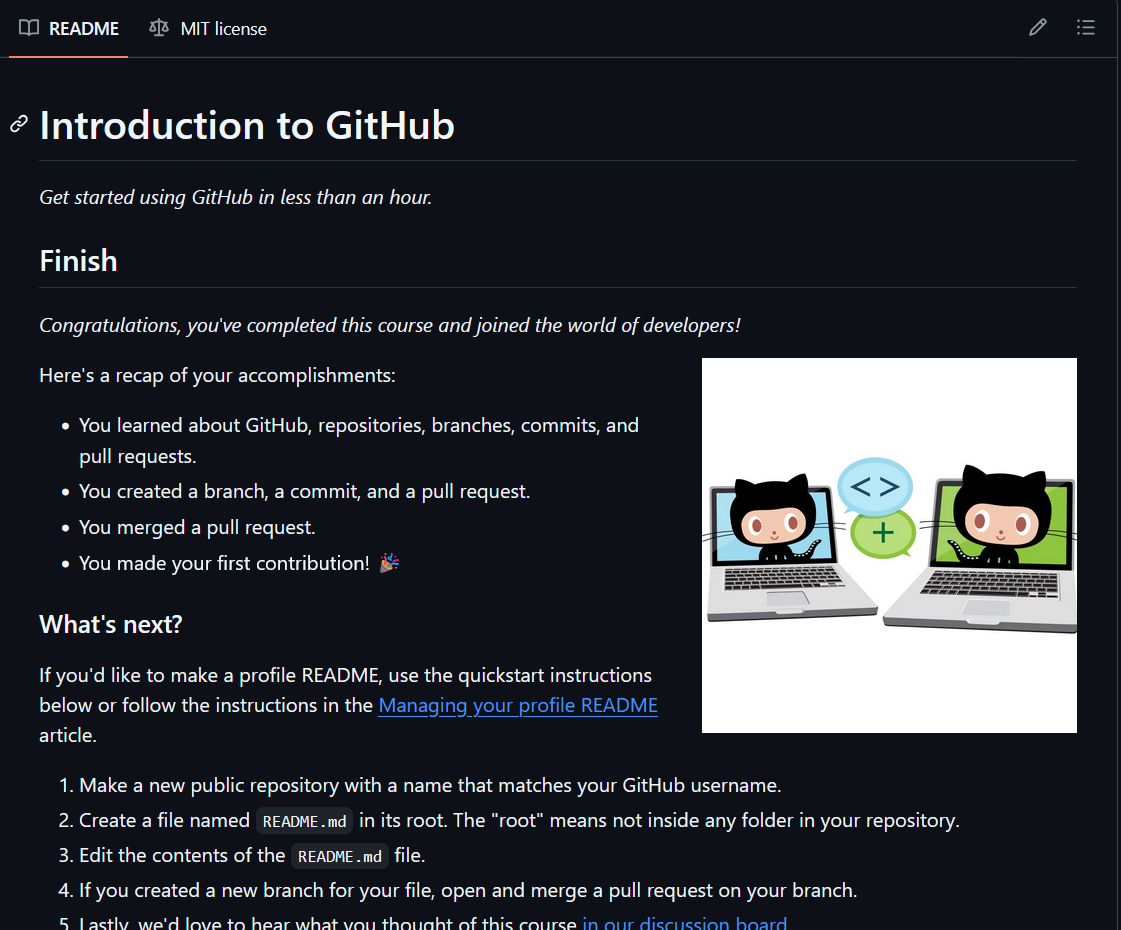 README
MIT license
Introduction to GitHub
Get started using GitHub in less than an hour.
Finish
Congratulations, you've completed this course and joined the world of developers!
Here's a recap of your accomplishments:
• You learned about GitHub, repositories, branches, commits, and
pull requests.
• You created a branch, a commit, and a pull request.
• You merged a pull request.
• You made your first contribution! 🎉
< >
+
What's next?
If you'd like to make a profile README, use the quickstart instructions
below or follow the instructions in the Managing your profile README
article.
1. Make a new public repository with a name that matches your GitHub username.
2. Create a file named README.md in its root. The "root" means not inside any folder in your repository.
3. Edit the contents of the README.md file.
4. If you created a new branch for your file, open and merge a pull request on your branch.
5. Lastly, we'd love to hear what you thought of this course in our discussion board